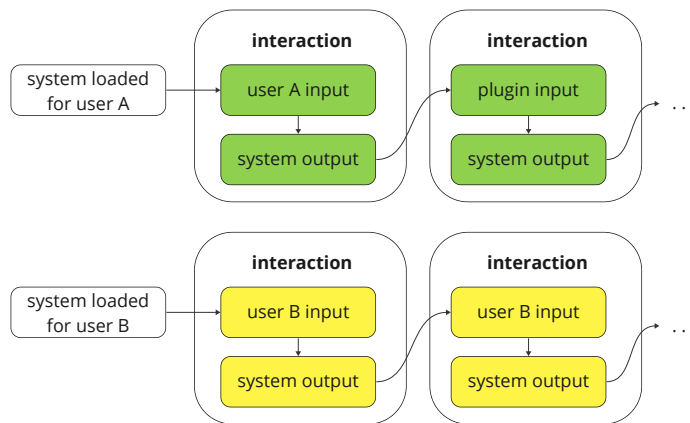 interaction
interaction
system loaded
for user A
user A input
plugin input
system output
system output
. .
interaction
interaction
system loaded
for user B
user B input
user B input
system output
system output
. .